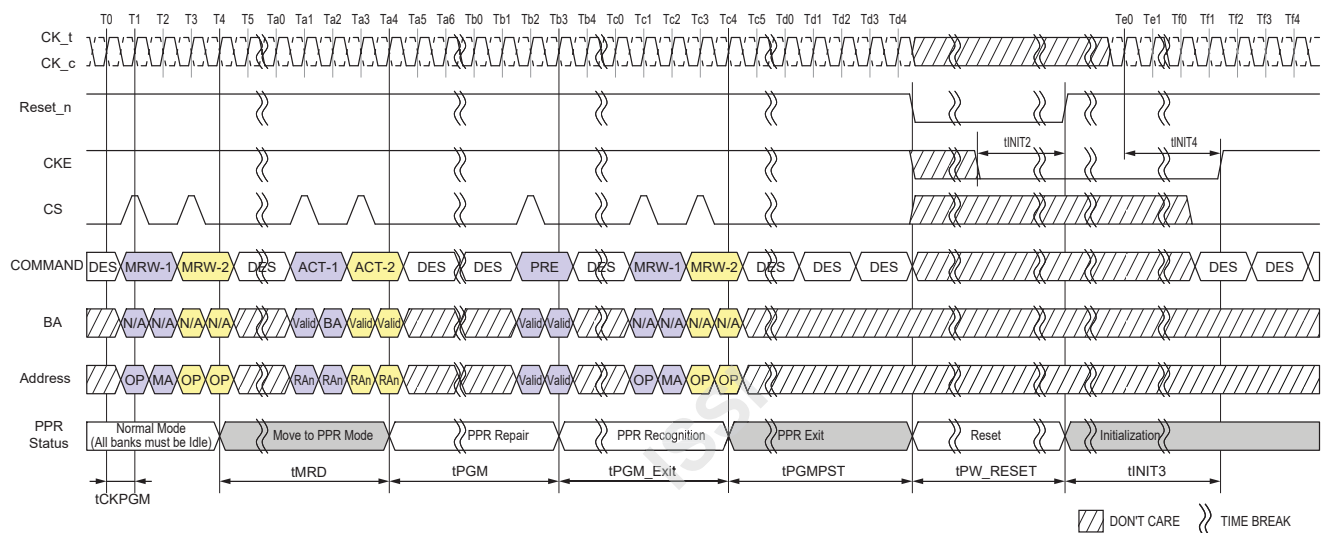 T0 T1 T2 T3 T4 T5 Ta0 Ta1 Ta2 Ta3 Ta4 Ta5 Ta6 Tb0 Tb1 Tb2 Tb3 Tb4 Tc0 Tc1 Tc2 Tc3 Tc4 Tc5 Td0 Td1 Td2 Td3 Td4 Te0 Te1 Tf0 Tf1 Tf2 Tf3 Tf4
CK_t
CK_c
Reset_n
tINIT2 tINIT4
CKE
CS
COMMAND DES MRW-1 MRW-2 DES ACT-1 ACT-2 DES DES PRE DES MRW-1 MRW-2 DES DES DES DES DES
BA N/A N/A N/A N/A Valid BA Valid Valid Valid Valid N/A N/A N/A N/A
Address OP MA OP OP RAn RAn RAn RAn Valid Valid OP MA OP OP
ISSI
PPR
Status
Normal Mode
(All banks must be Idle)
Move to PPR Mode PPR Repair PPR Recognition PPR Exit Reset Initialization
tMRD tPGM tPGM_Exit tPGMPST tPW_RESET tINIT3
tCKPGM
DON'T CARE TIME BREAK